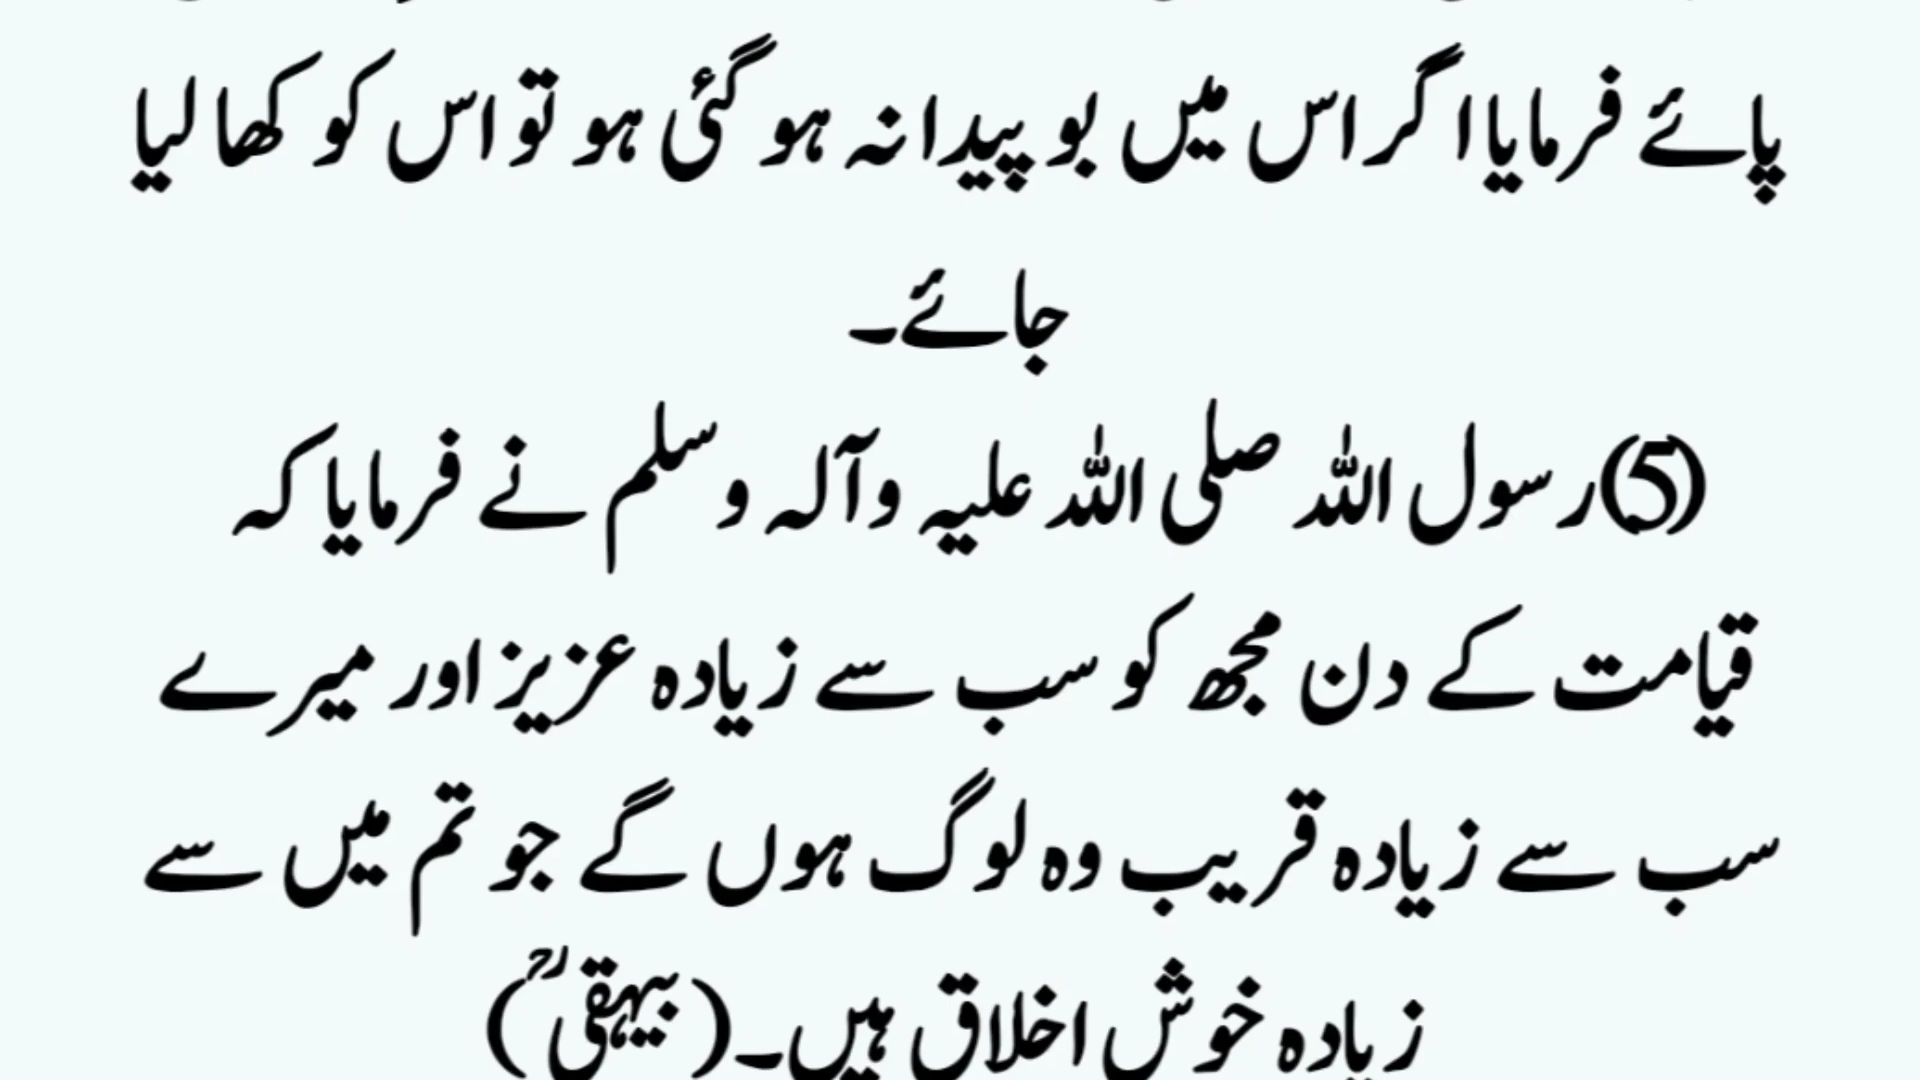 پائے فرمایا اگر اس میں بو پیدا نہ ہو گئی ہو تو اس کو کھا لیا
جائے۔
(5) رسول اللہ صلی اللہ علیہ وآلہ وسلم نے فرمایا کہ
قیامت کے دن مجھ کو سب سے زیادہ عزیز اور میرے
سب سے زیادہ قریب وہ لوگ ہوں گے جو تم میں سے
زیادہ خوش اخلاق ہیں۔ (بیہقیؒ)